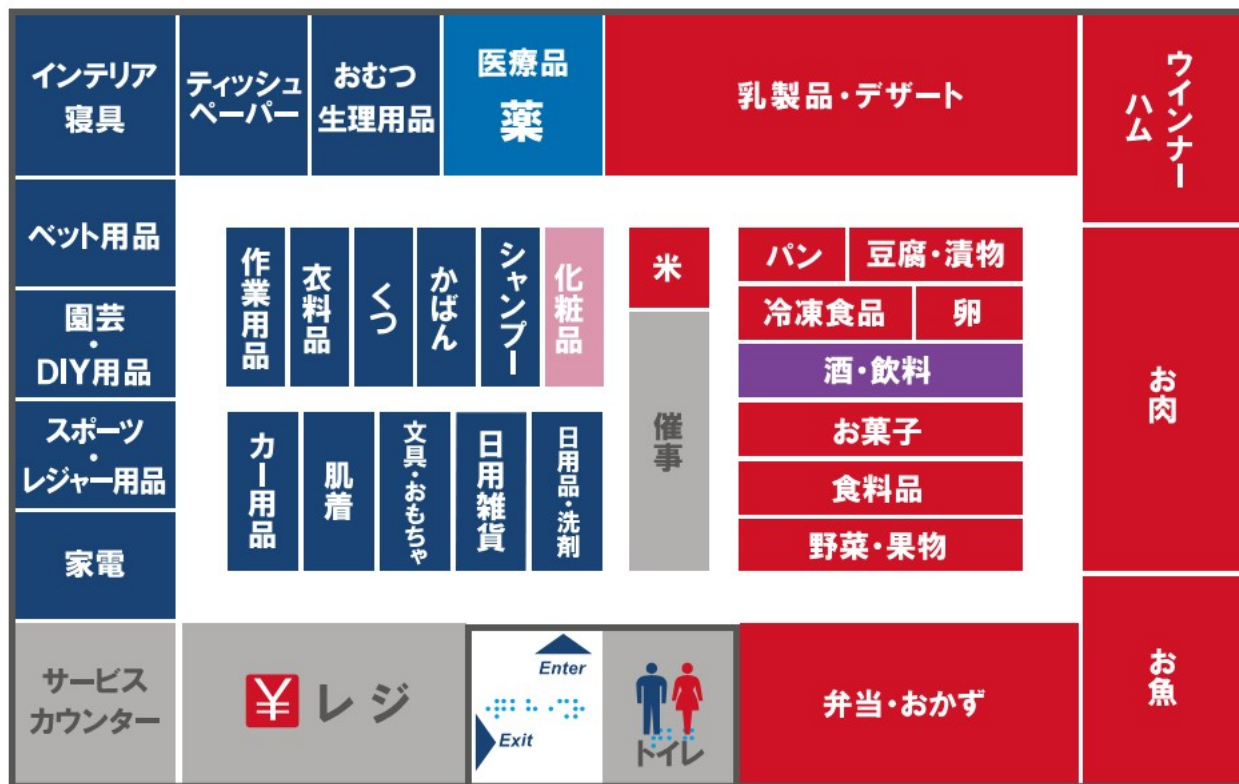 インテリア
寝具
ティッシュ
ペーパー
おむつ
生理用品
医療品
薬
乳製品・デザート
ウインナー
ハム
ペット用品
園芸
・
DIY用品
スポーツ
・
レジャー用品
家電
作業用品
衣料品
くつ
かばん
シャンプー
化粧品
米
催事
パン
豆腐・漬物
冷凍食品
卵
酒・飲料
お菓子
食料品
野菜・果物
お肉
カー用品
肌着
文具・おもちゃ
日用雑貨
日用品・洗剤
お魚
サービス
カウンター
¥レジ
Enter
Exit
トイレ
弁当・おかず